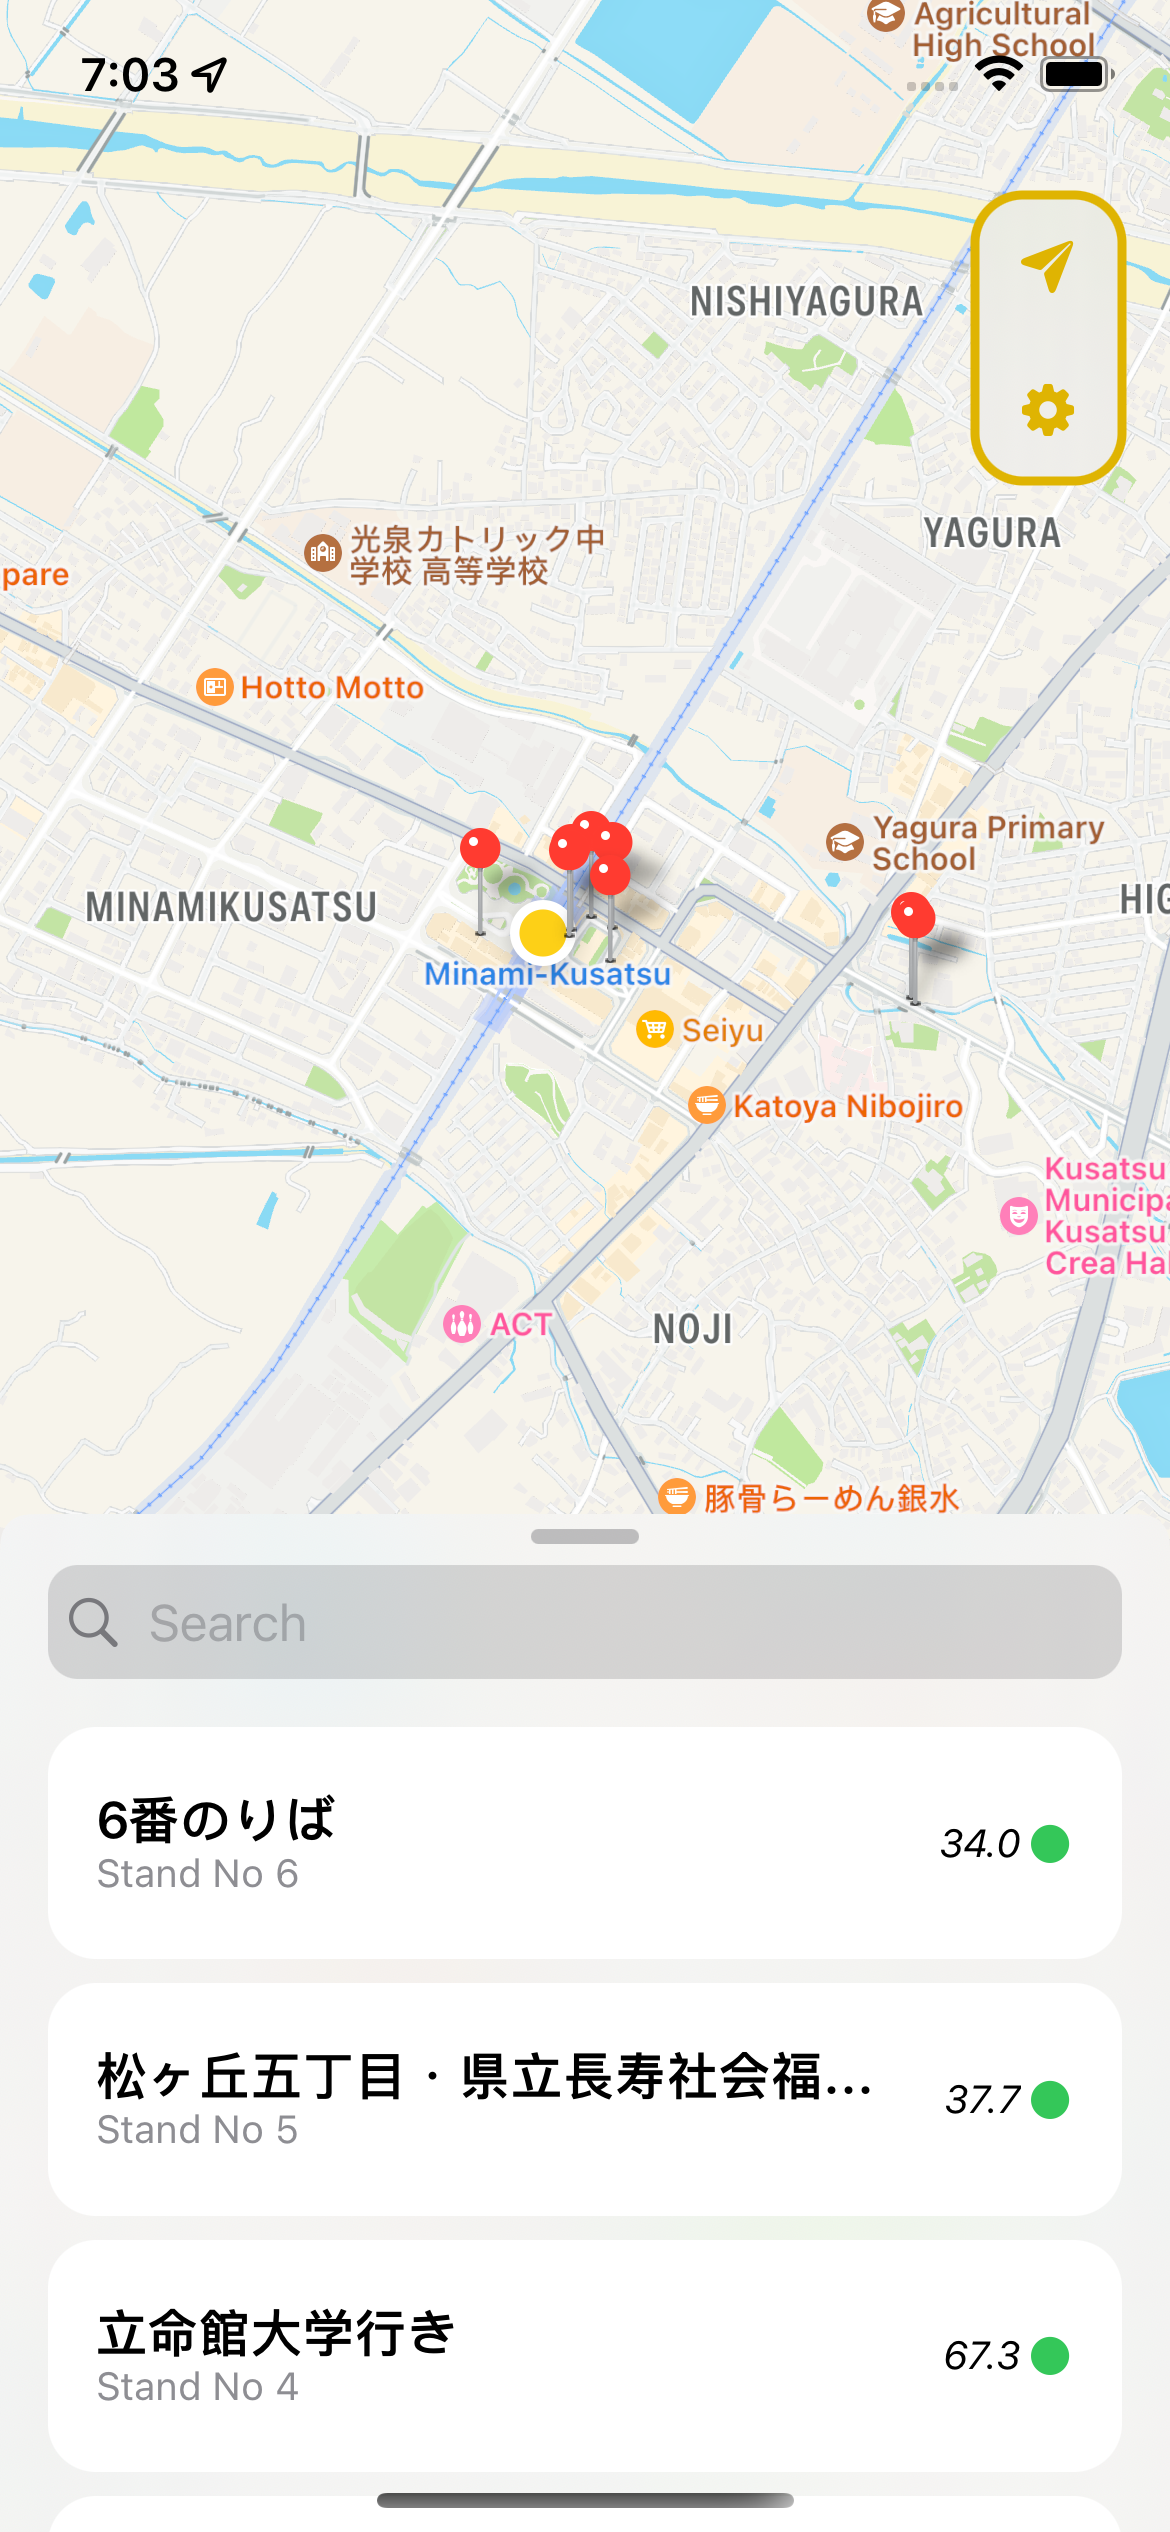 Agricultural
High School
7:03
NISHIYAGURA
YAGURA
光泉カトリック中
学校 高等学校
pare
Hotto Motto
Yagura Primary
School
MINAMIKUSATSU
HIG
Minami-Kusatsu
Seiyu
Katoya Nibojiro
Kusatsu
Municipa
Kusatsu
Crea Hal
ACT
NOJI
豚骨らーめん銀水
Search
6番のりば
Stand No 6
34.0
松ヶ丘五丁目・県立長寿社会福...
Stand No 5
37.7
立命館大学行き
Stand No 4
67.3